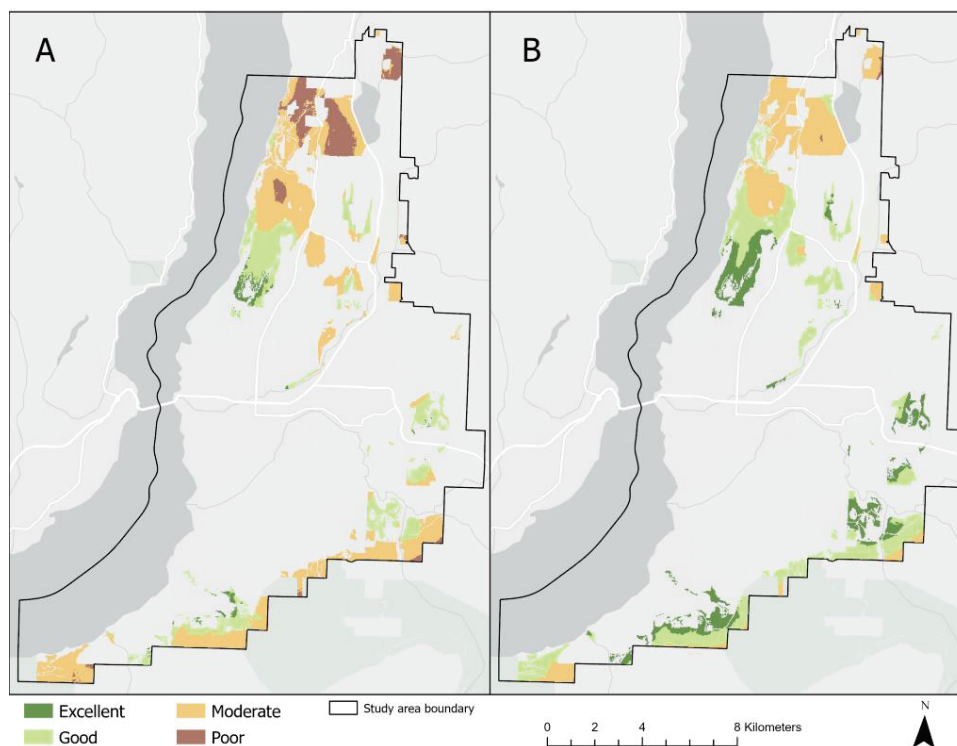 A
B
Excellent
Good
Moderate
Poor
Study area boundary
0 2 4 8 Kilometers
N